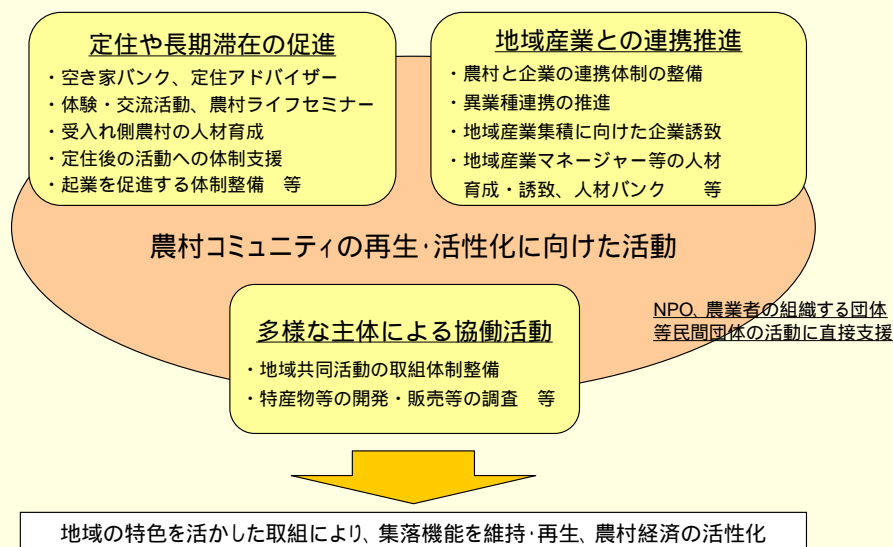 定住や長期滞在の促進
・空き家バンク、定住アドバイザー
・体験・交流活動、農村ライフセミナー
・受入れ側農村の人材育成
・定住後の活動への体制支援
・起業を促進する体制整備　等
地域産業との連携推進
・農村と企業の連携体制の整備
・異業種連携の推進
・地域産業集積に向けた企業誘致
・地域産業マネージャー等の人材
育成・誘致、人材バンク　　等
農村コミュニティの再生・活性化に向けた活動
多様な主体による協働活動
・地域共同活動の取組体制整備
・特産物等の開発・販売等の調査　等
NPO、農業者の組織する団体
等民間団体の活動に直接支援
地域の特色を活かした取組により、集落機能を維持・再生、農村経済の活性化